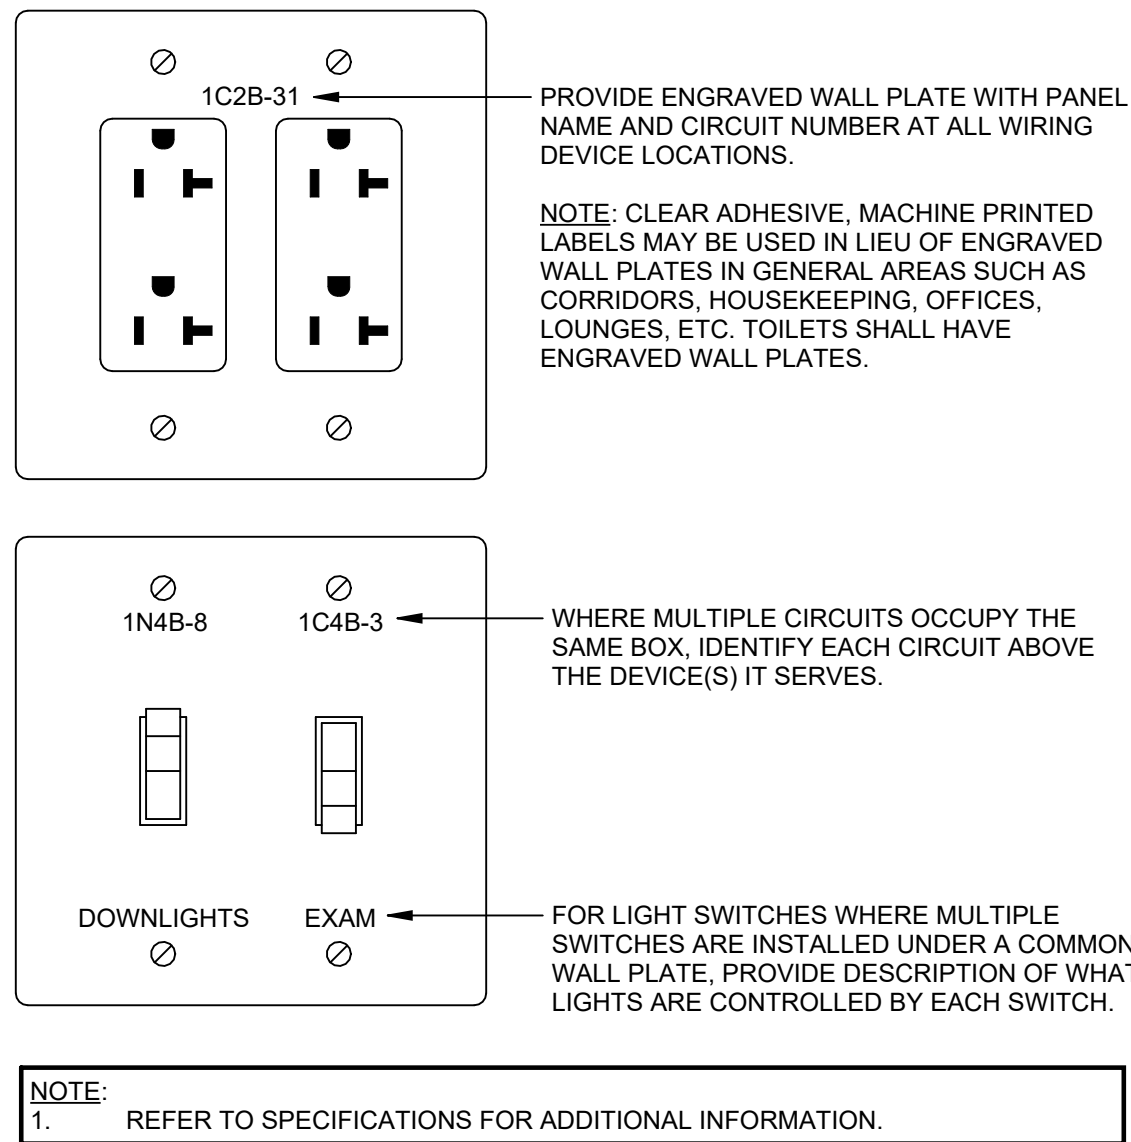 1C2B-31
PROVIDE ENGRAVED WALL PLATE WITH PANEL
NAME AND CIRCUIT NUMBER AT ALL WIRING
DEVICE LOCATIONS.
NOTE: CLEAR ADHESIVE, MACHINE PRINTED
LABELS MAY BE USED IN LIEU OF ENGRAVED
WALL PLATES IN GENERAL AREAS SUCH AS
CORRIDORS, HOUSEKEEPING, OFFICES,
LOUNGES, ETC. TOILETS SHALL HAVE
ENGRAVED WALL PLATES.
1N4B-8 1C4B-3
WHERE MULTIPLE CIRCUITS OCCUPY THE
SAME BOX, IDENTIFY EACH CIRCUIT ABOVE
THE DEVICE(S) IT SERVES.
DOWNLIGHTS EXAM
FOR LIGHT SWITCHES WHERE MULTIPLE
SWITCHES ARE INSTALLED UNDER A COMMON
WALL PLATE, PROVIDE DESCRIPTION OF WHAT
LIGHTS ARE CONTROLLED BY EACH SWITCH.
NOTE:
1. REFER TO SPECIFICATIONS FOR ADDITIONAL INFORMATION.